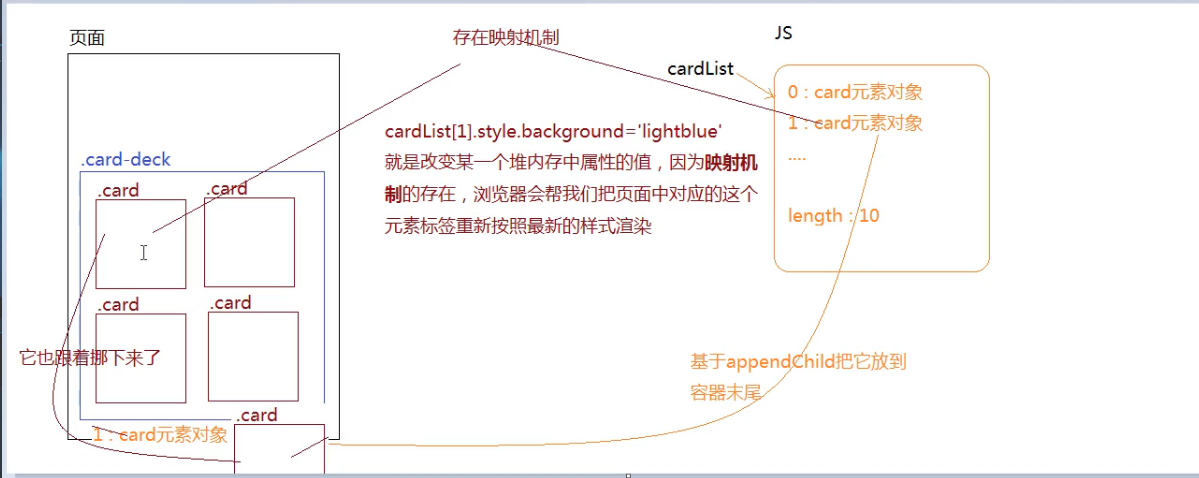 页面
存在映射机制
JS
cardList
0 : card元素对象
1 : card元素对象
....
length : 10
cardList[1].style.background='lightblue'
就是改变某一个堆内存中属性的值，因为映射机
制的存在，浏览器会帮我们把页面中对应的这个
元素标签重新按照最新的样式渲染
.card-deck
.card
.card
.card
.card
它也跟着挪下来了
基于appendChild把它放到
容器末尾
.card
1 : card元素对象